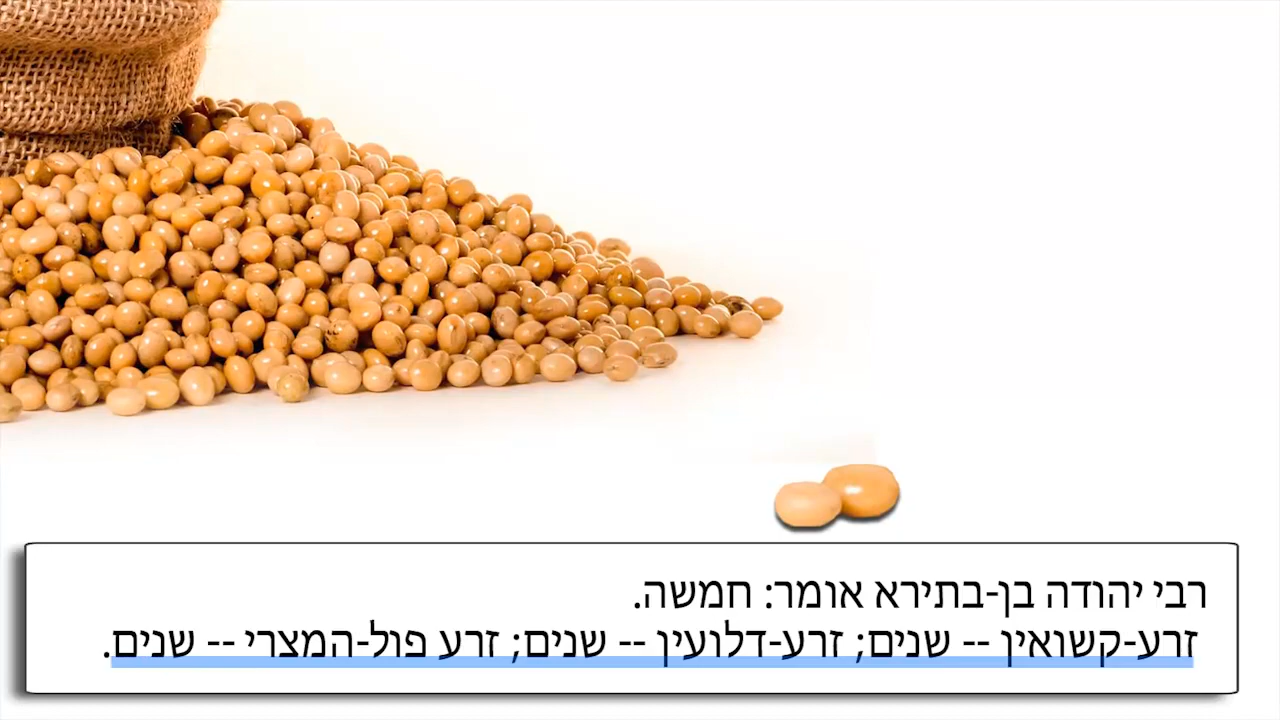 רבי יהודה בן-בתירא אומר: חמשה.
זרע-קשואין -- שנים; זרע-דלועין -- שנים; זרע פול-המצרי -- שנים.